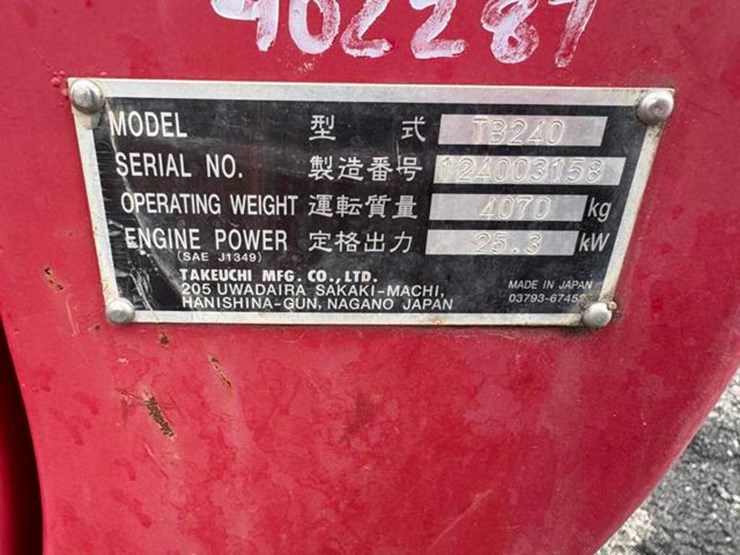 402287
MODEL 型式 TB240
SERIAL NO. 製造番号 124003158
OPERATING WEIGHT 運転質量 4070 kg
ENGINE POWER 定格出力 25.3 kW
(SAE J1349)
TAKEUCHI MFG. CO., LTD.
205 UWADAIRA SAKAKI-MACHI,
HANISHINA-GUN, NAGANO JAPAN
MADE IN JAPAN